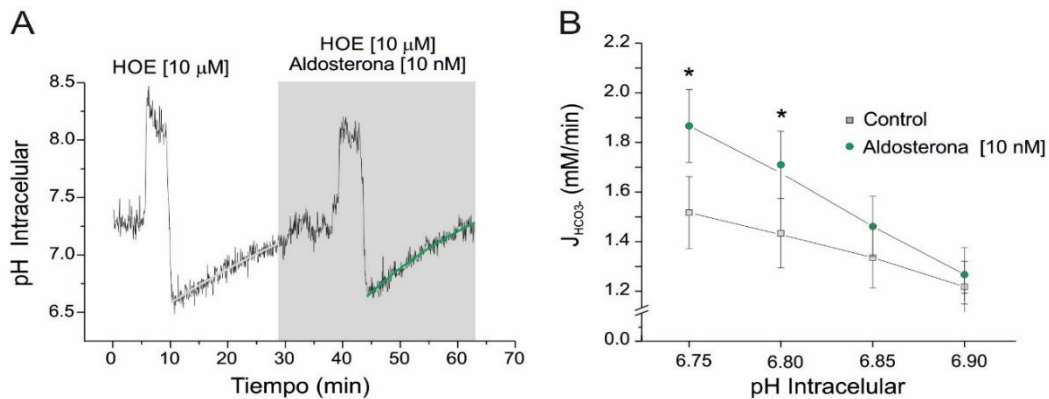 A
HOE [10 μM]
HOE [10 μM]
Aldosterona [10 nM]
pH Intracelular
8.5
8.0
7.5
7.0
6.5
0 10 20 30 40 50 60 70
Tiempo (min)
B
J HCO3- (mM/min)
2.2
2.0
1.8
1.6
1.4
1.2
0.0
*
*
Control
Aldosterona [10 nM]
6.75 6.80 6.85 6.90
pH Intracelular